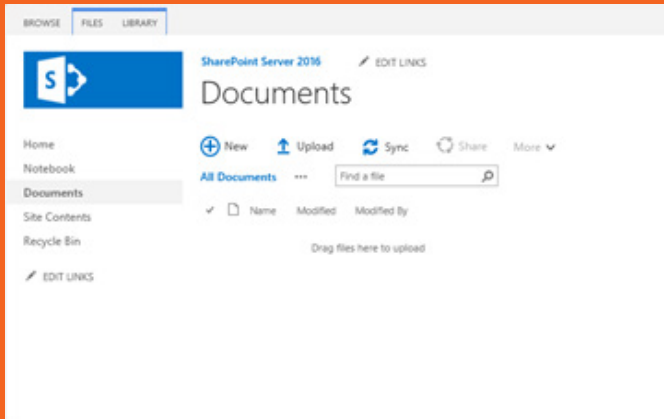 BROWSE FILES LIBRARY
S
SharePoint Server 2016 EDIT LINKS
Documents
Home
Notebook
Documents
Site Contents
Recycle Bin
EDIT LINKS
New Upload Sync Share More
All Documents ••• Find a file
Name Modified Modified By
Drag files here to upload